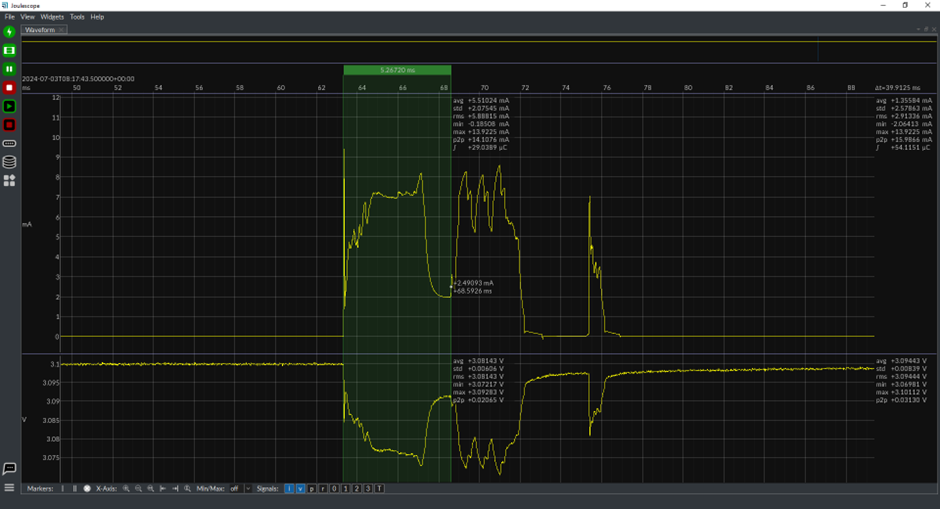 Joulescope
File View Widgets Tools Help
Waveform
5.26720 ms
2024-07-03T08:17:43.500000+00:00
ms 50 52 54 56 58 60 62 64 66 68 70 72 74 76 78 80 82 84 86 88 Δt=39.9125 ms
12
11
10
9
8
7
6
5
4
3
2
1
0
mA
avg +5.51024 mA
std +2.07545 mA
rms +5.88815 mA
min -0.18508 mA
max +13.9225 mA
p2p +14.1076 mA
∫ +29.0389 µC
avg +1.35584 mA
std +2.57863 mA
rms +2.91336 mA
min -2.06413 mA
max +13.9225 mA
p2p +15.9866 mA
∫ +54.1151 µC
+2.49093 mA
+68.5926 ms
3.1
3.095
3.09
3.085
3.08
3.075
V
avg +3.08143 V
std +0.00606 V
rms +3.08143 V
min +3.07217 V
max +3.09283 V
p2p +0.02065 V
avg +3.09443 V
std +0.00839 V
rms +3.09444 V
min +3.06981 V
max +3.10112 V
p2p +0.03130 V
Markers: X-Axis: Min/Max: off Signals: i v p r 0 1 2 3 T